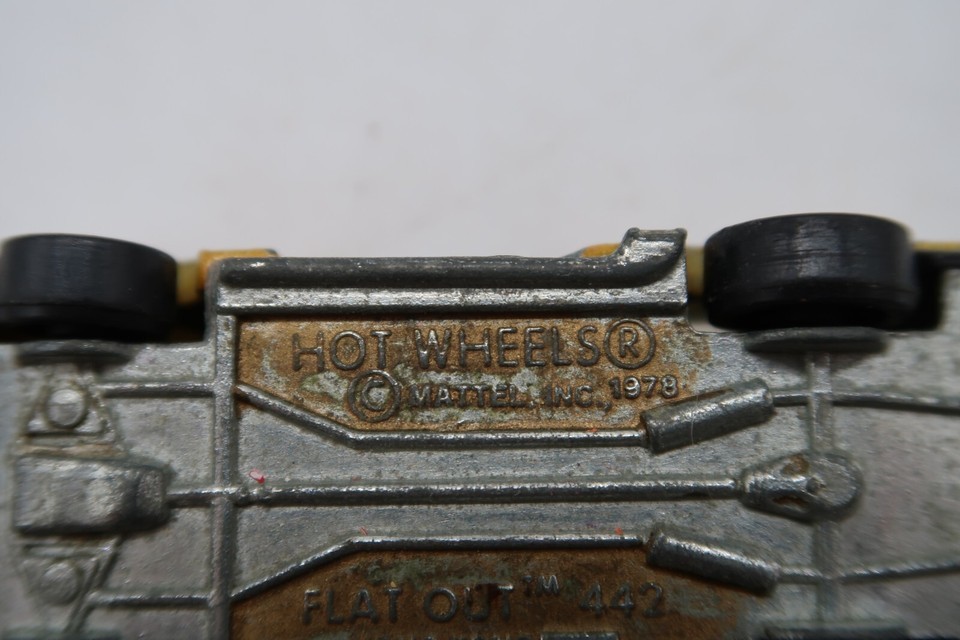 HOT WHEELS®
© MATTEL, INC., 1978
FLAT OUT™ 442